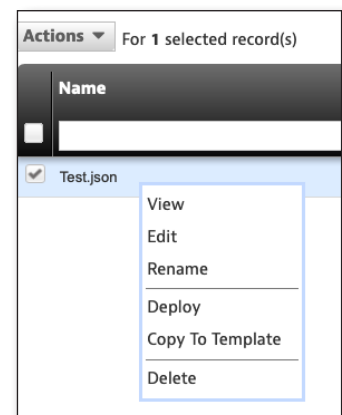 Actions For 1 selected record(s)
Name
Test.json
View
Edit
Rename
Deploy
Copy To Template
Delete